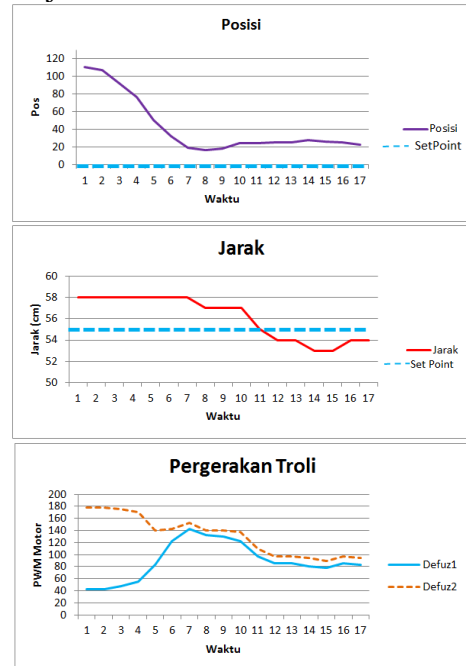 Posisi
120
100
80
60
40
20
0
Pos
1 2 3 4 5 6 7 8 9 10 11 12 13 14 15 16 17
Waktu
Posisi
SetPoint
Jarak
60
58
56
54
52
50
Jarak (cm)
1 2 3 4 5 6 7 8 9 10 11 12 13 14 15 16 17
Waktu
Jarak
Set Point
Pergerakan Troli
200
180
160
140
120
100
80
60
40
20
0
PWM Motor
1 2 3 4 5 6 7 8 9 10 11 12 13 14 15 16 17
Waktu
Defuz1
Defuz2